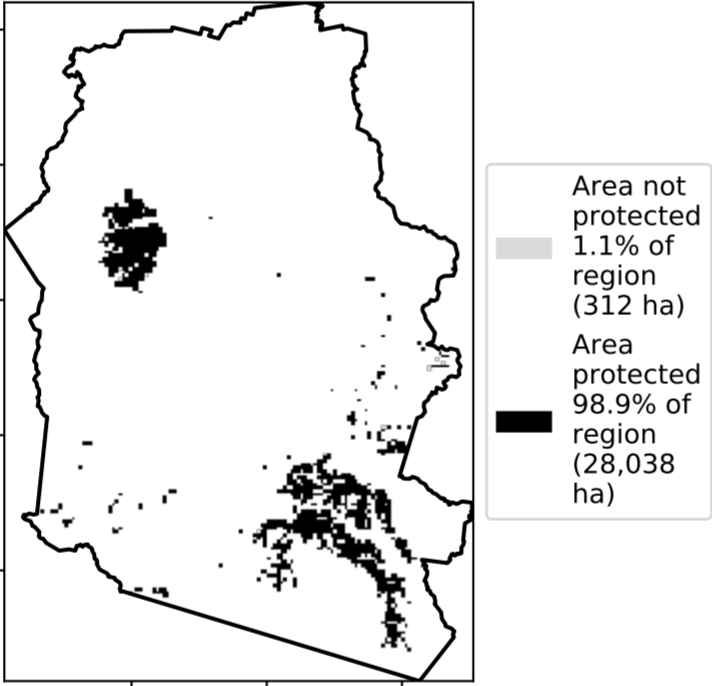 Area not
protected
1.1% of
region
(312 ha)
Area
protected
98.9% of
region
(28,038
ha)